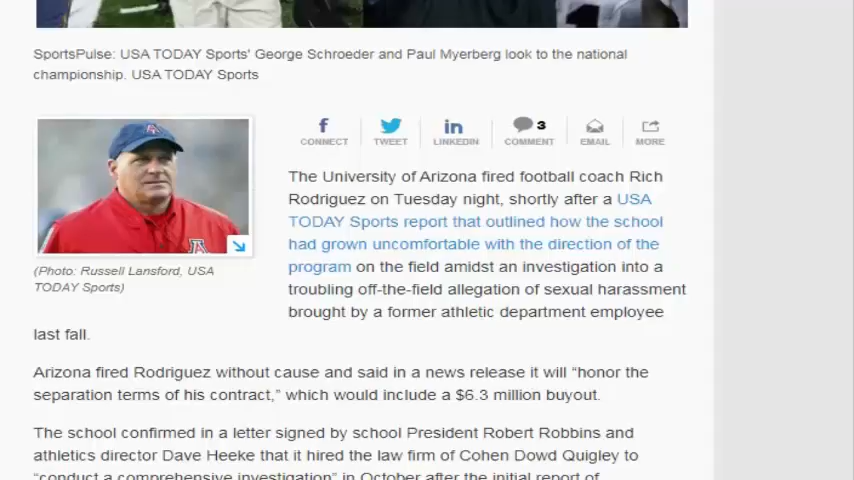 SportsPulse: USA TODAY Sports' George Schroeder and Paul Myerberg look to the national
championship. USA TODAY Sports
CONNECT
TWEET
LINKEDIN
3
COMMENT
EMAIL
MORE
(Photo: Russell Lansford, USA
TODAY Sports)
The University of Arizona fired football coach Rich
Rodriguez on Tuesday night, shortly after a USA
TODAY Sports report that outlined how the school
had grown uncomfortable with the direction of the
program on the field amidst an investigation into a
troubling off-the-field allegation of sexual harassment
brought by a former athletic department employee
last fall.
Arizona fired Rodriguez without cause and said in a news release it will “honor the
separation terms of his contract,” which would include a $6.3 million buyout.
The school confirmed in a letter signed by school President Robert Robbins and
athletics director Dave Heeke that it hired the law firm of Cohen Dowd Quigley to
“conduct a comprehensive investigation” in October after the initial report of